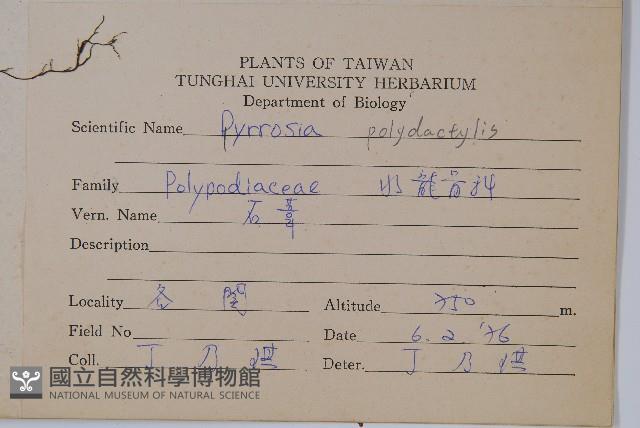 PLANTS OF TAIWAN
TUNGHAI UNIVERSITY HERBARIUM
Department of Biology
Scientific Name Pyrrosia polydactylis
Family Polypodiaceae 水龍骨科
Vern. Name 石葦
Description
Locality 谷關
Altitude 750 m.
Field No
Date 6. 2. '76
Coll. 丁乃
Deter. 丁乃
國立自然科學博物館
NATIONAL MUSEUM OF NATURAL SCIENCE